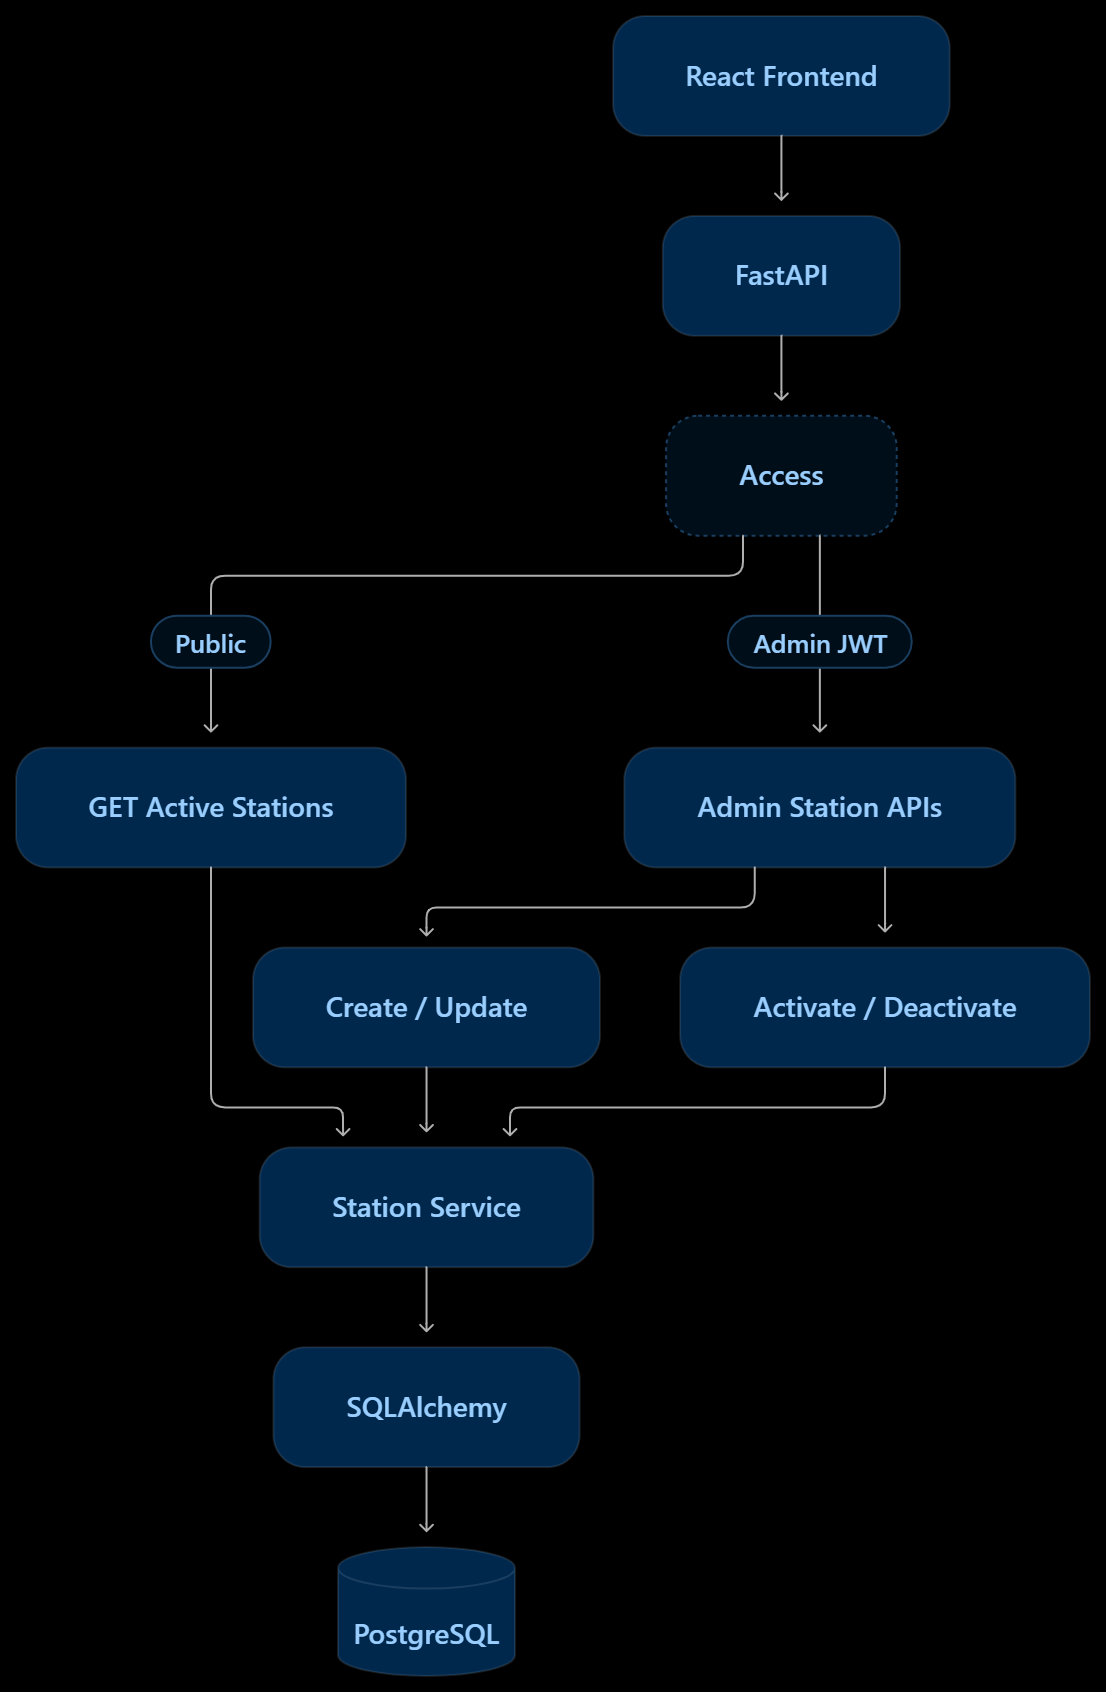 React Frontend
FastAPI
Access
Public
Admin JWT
GET Active Stations
Admin Station APIs
Create / Update
Activate / Deactivate
Station Service
SQLAlchemy
PostgreSQL